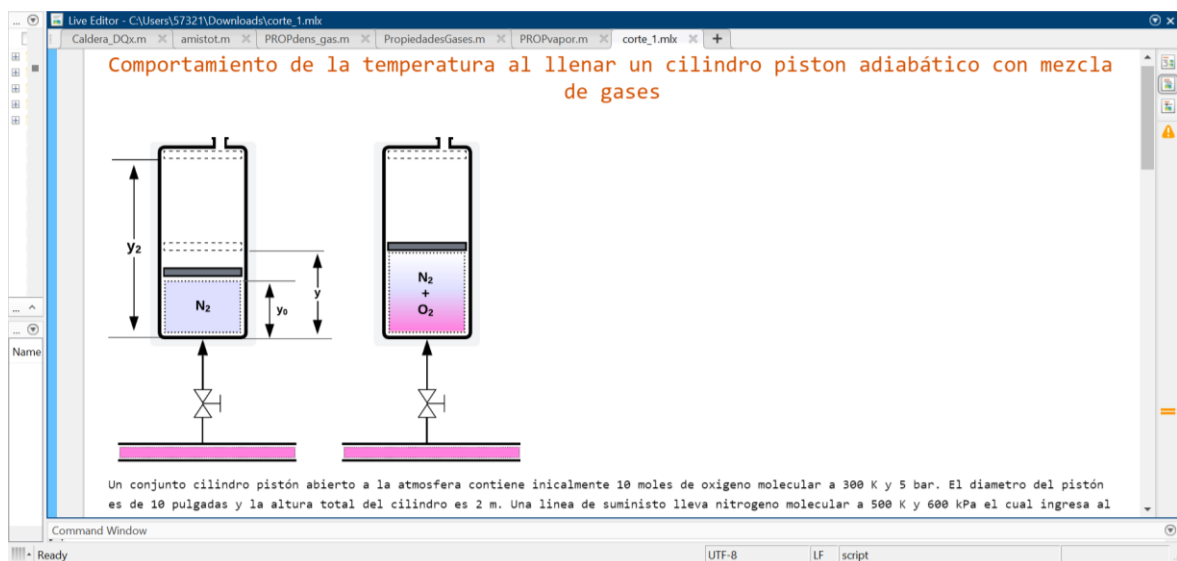 Live Editor - C:\Users\57321\Downloads\corte_1.mlx
Caldera_DQx.m amistot.m PROPdens_gas.m PropiedadesGases.m PROPvapor.m corte_1.mlx
Comportamiento de la temperatura al llenar un cilindro piston adiabático con mezcla
de gases
y₂
N₂
y₀
y
N₂
+
O₂
Name
Un conjunto cilindro pistón abierto a la atmosfera contiene inicalmente 10 moles de oxigeno molecular a 300 K y 5 bar. El diametro del pistón
es de 10 pulgadas y la altura total del cilindro es 2 m. Una linea de suministo lleva nitrogeno molecular a 500 K y 600 kPa el cual ingresa al
Command Window
Ready
UTF-8 LF script